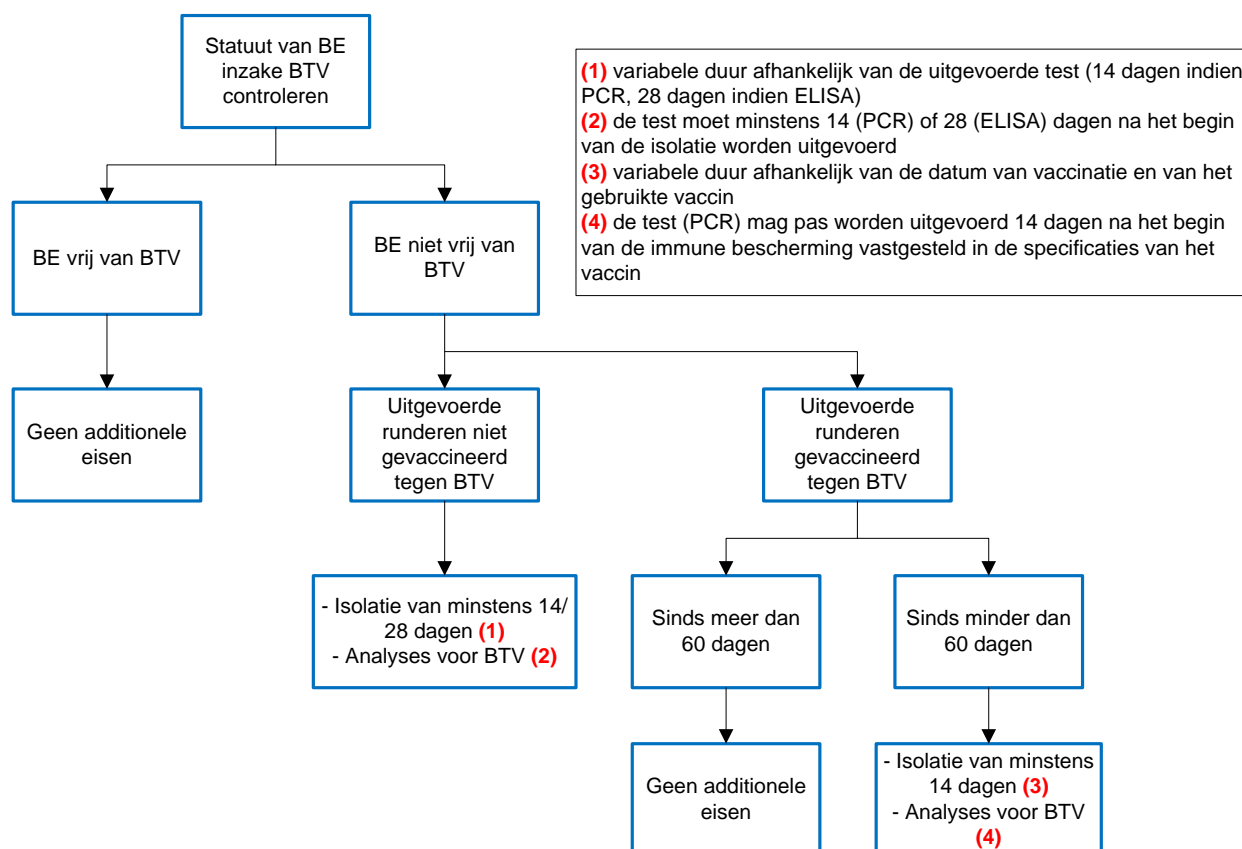 Statuut van BE
inzake BTV
controleren
(1) variabele duur afhankelijk van de uitgevoerde test (14 dagen indien
PCR, 28 dagen indien ELISA)
(2) de test moet minstens 14 (PCR) of 28 (ELISA) dagen na het begin
van de isolatie worden uitgevoerd
(3) variabele duur afhankelijk van de datum van vaccinatie en van het
gebruikte vaccin
(4) de test (PCR) mag pas worden uitgevoerd 14 dagen na het begin
van de immune bescherming vastgesteld in de specificaties van het
vaccin
BE vrij van BTV
BE niet vrij van
BTV
Geen additionele
eisen
Uitgevoerde
runderen niet
gevaccineerd
tegen BTV
Uitgevoerde
runderen
gevaccineerd
tegen BTV
- Isolatie van minstens 14/
28 dagen (1)
- Analyses voor BTV (2)
Sinds meer dan
60 dagen
Sinds minder dan
60 dagen
Geen additionele
eisen
- Isolatie van minstens
14 dagen (3)
- Analyses voor BTV
(4)